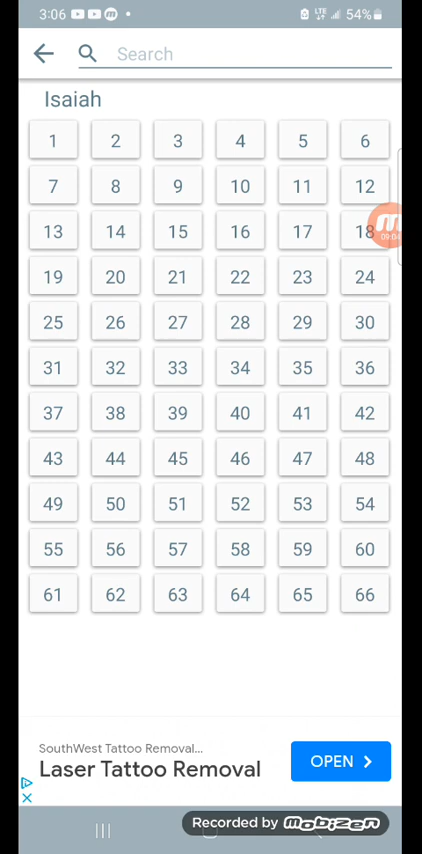 3:06 LTE 54%
Search
Isaiah
1 2 3 4 5 6
7 8 9 10 11 12
13 14 15 16 17 18
09:04
19 20 21 22 23 24
25 26 27 28 29 30
31 32 33 34 35 36
37 38 39 40 41 42
43 44 45 46 47 48
49 50 51 52 53 54
55 56 57 58 59 60
61 62 63 64 65 66
SouthWest Tattoo Removal...
Laser Tattoo Removal
OPEN
Recorded by mobizen